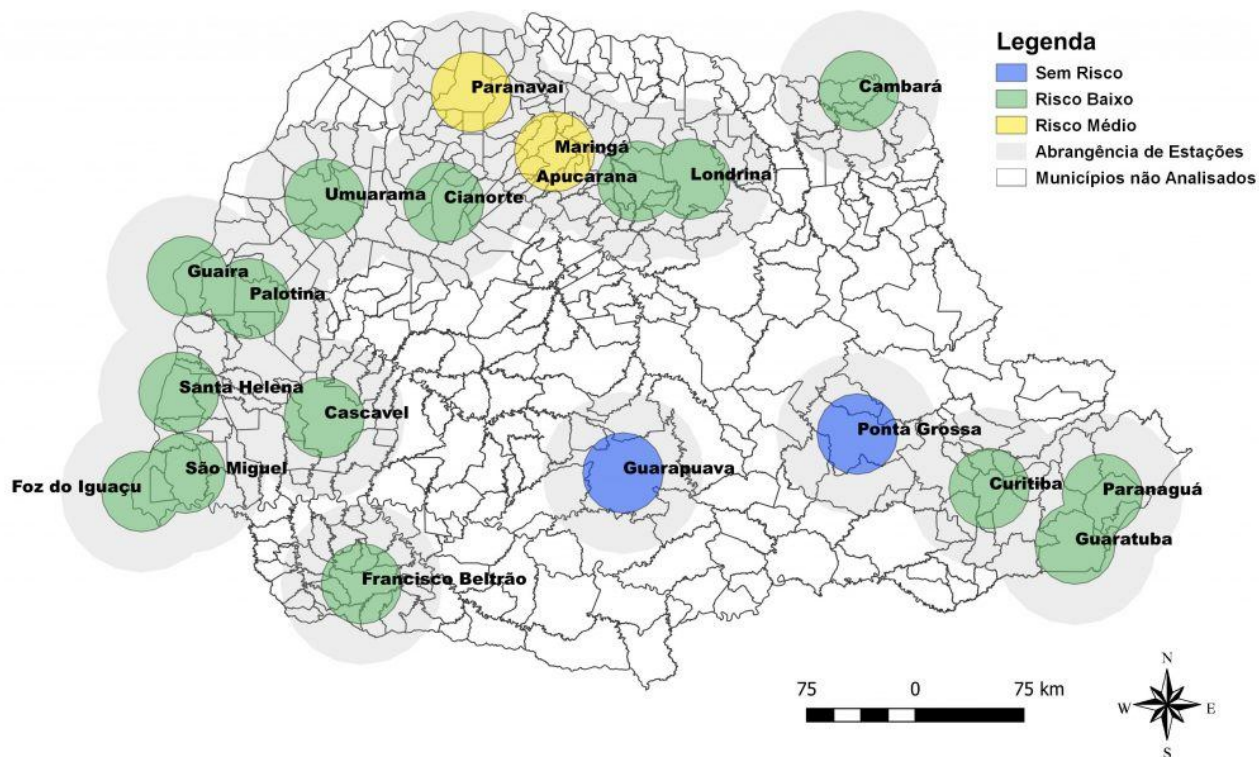 Legenda
Sem Risco
Risco Baixo
Risco Médio
Abrangência de Estações
Municípios não Analisados
Paranavaí
Cambará
Maringá
Apucarana
Londrina
Umuarama
Cianorte
Guaíra
Palotina
Santa Helena
Cascavel
Ponta Grossa
São Miguel
Guarapuava
Foz do Iguaçu
Curitiba
Paranaguá
Guaratuba
Francisco Beltrão
75 0 75 km
N
W E
S